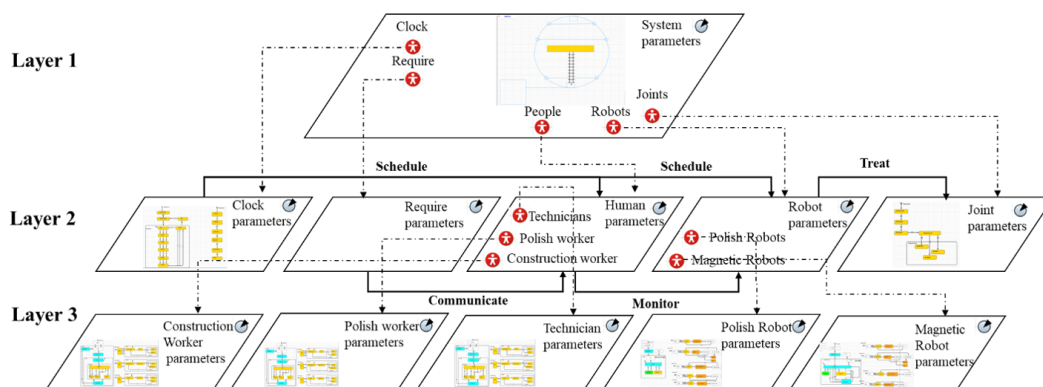 Layer 1
Clock
Require
System
parameters
People
Robots
Joints
Schedule
Schedule
Treat
Layer 2
Clock
parameters
Require
parameters
Human
parameters
Technicians
Polish worker
Construction worker
Robot
parameters
Polish Robots
Magnetic Robots
Joint
parameters
Communicate
Monitor
Layer 3
Construction
Worker
parameters
Polish worker
parameters
Technician
parameters
Polish Robot
parameters
Magnetic
Robot
parameters